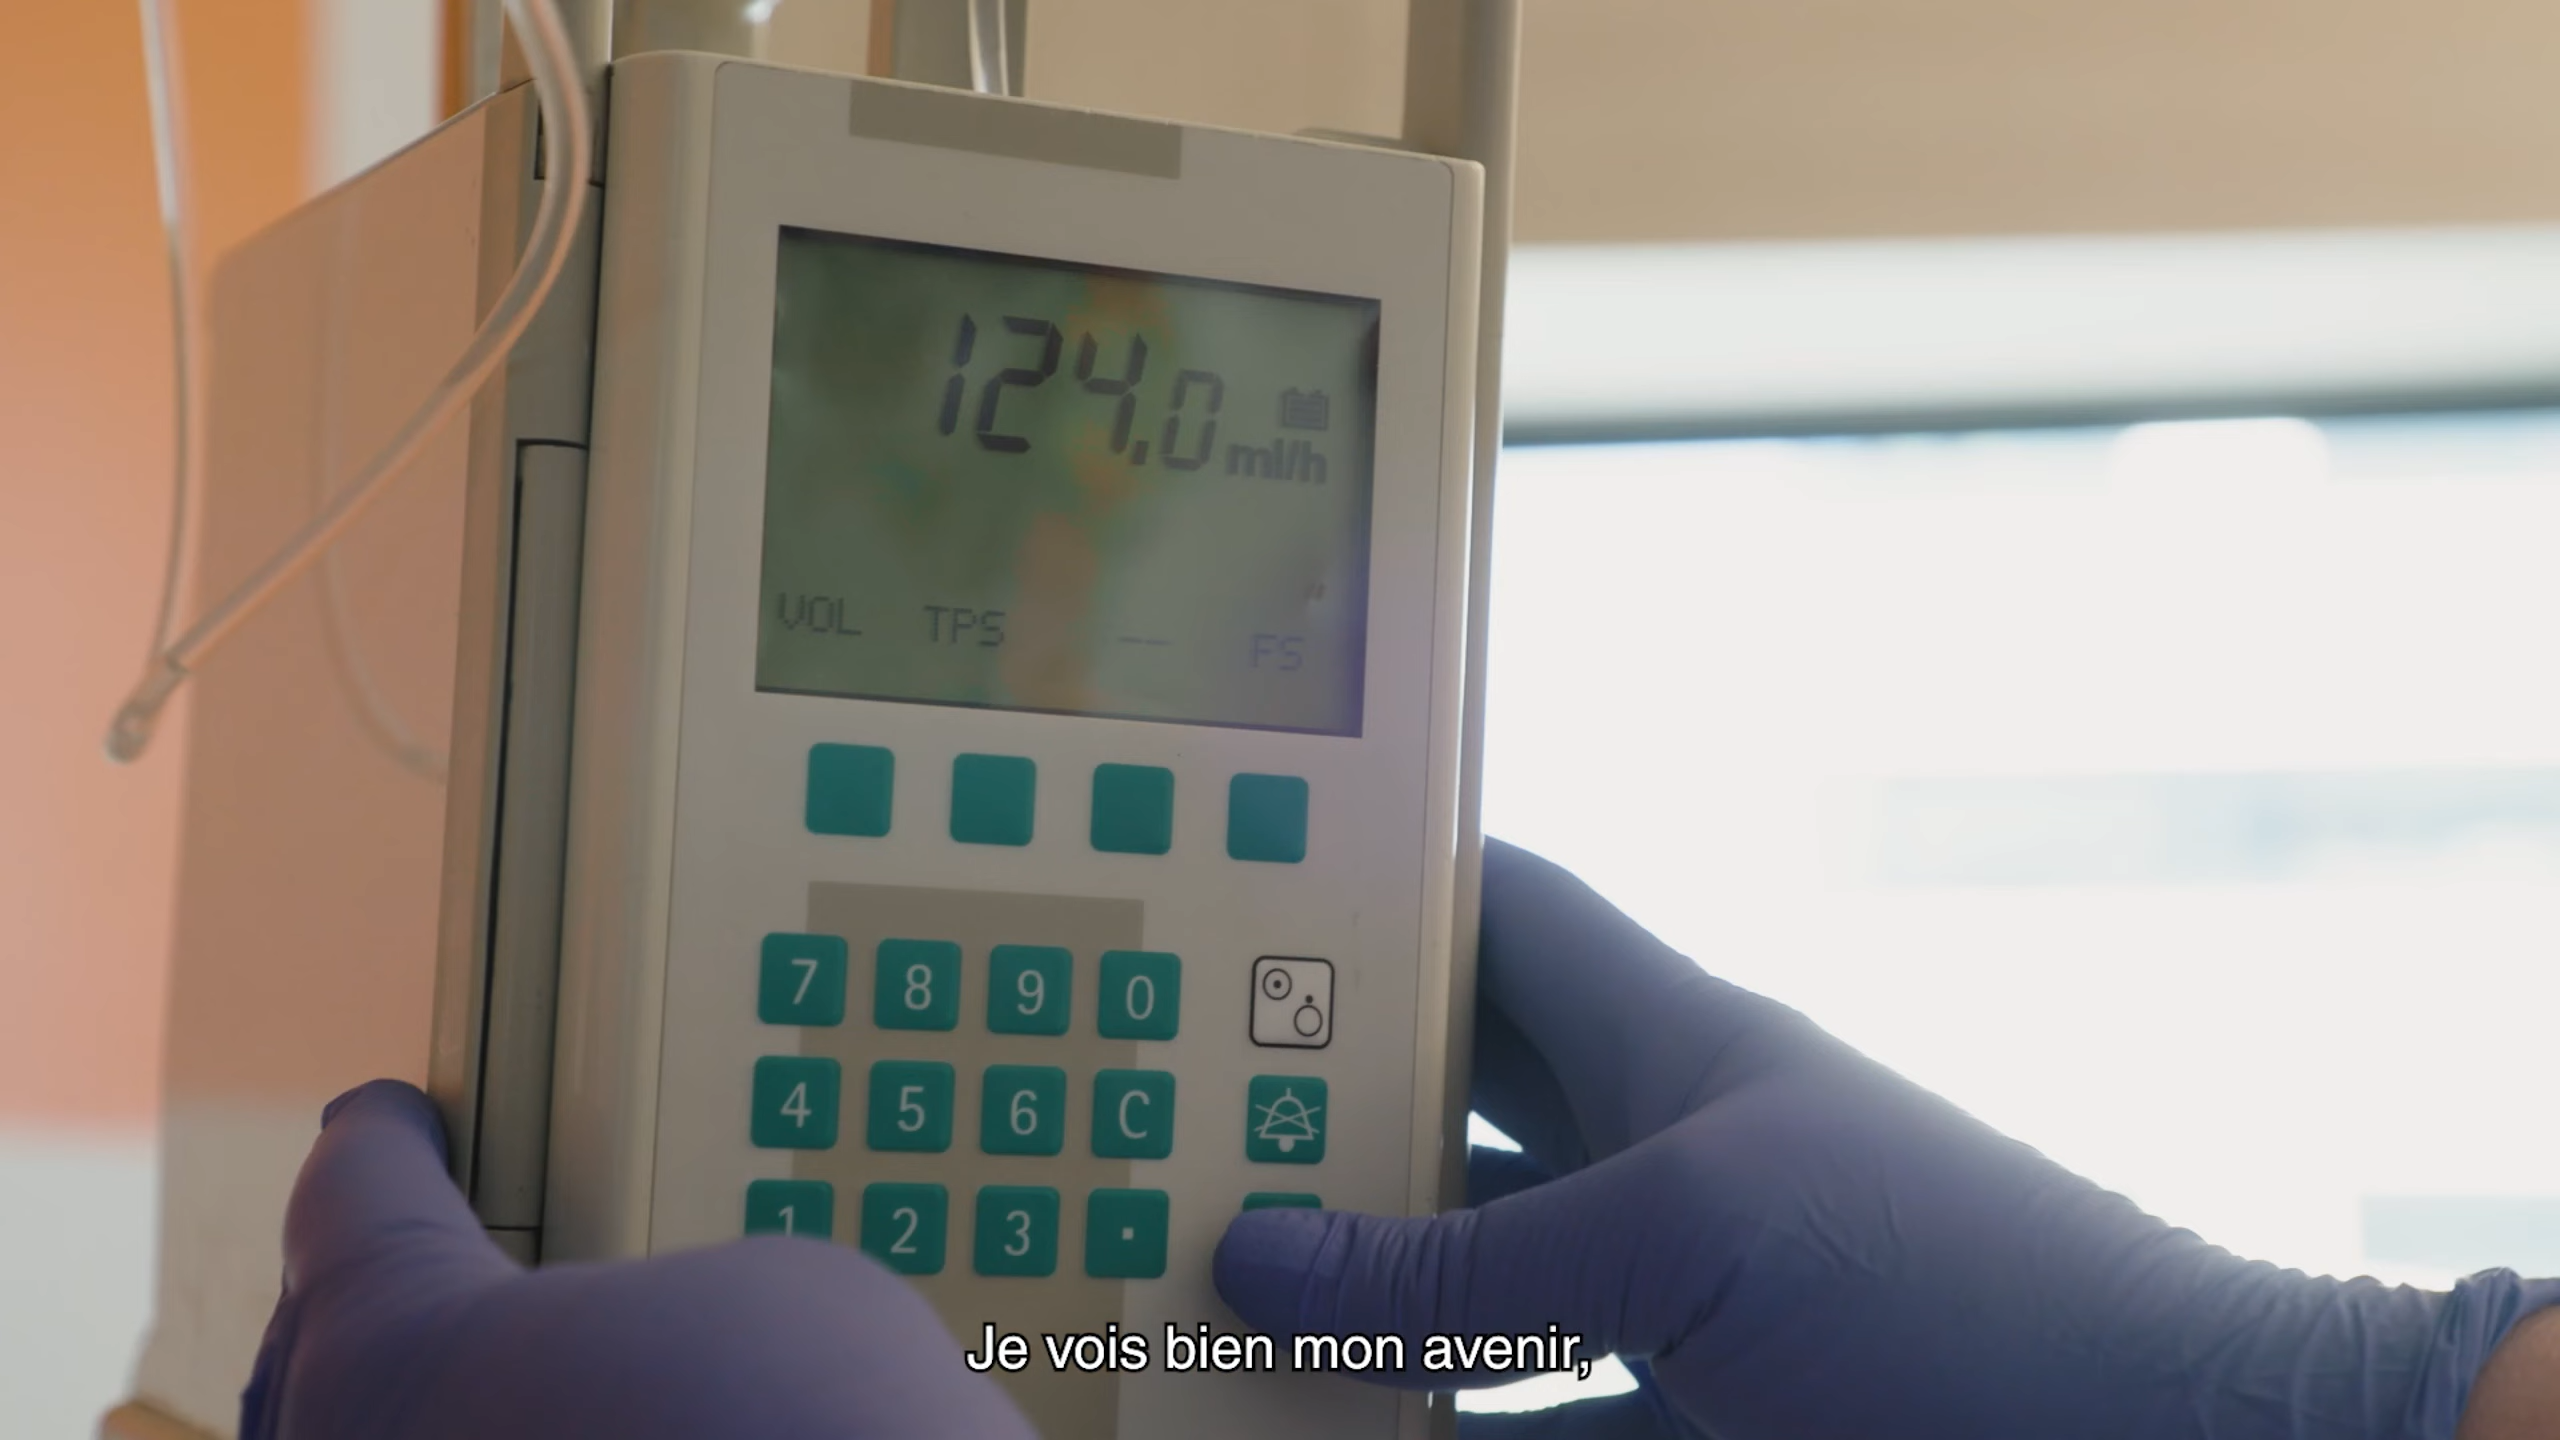 124.0
ml/h
VOL TPS -- FS
7 8 9 0
4 5 6 C
1 2 3 .
Je vois bien mon avenir,